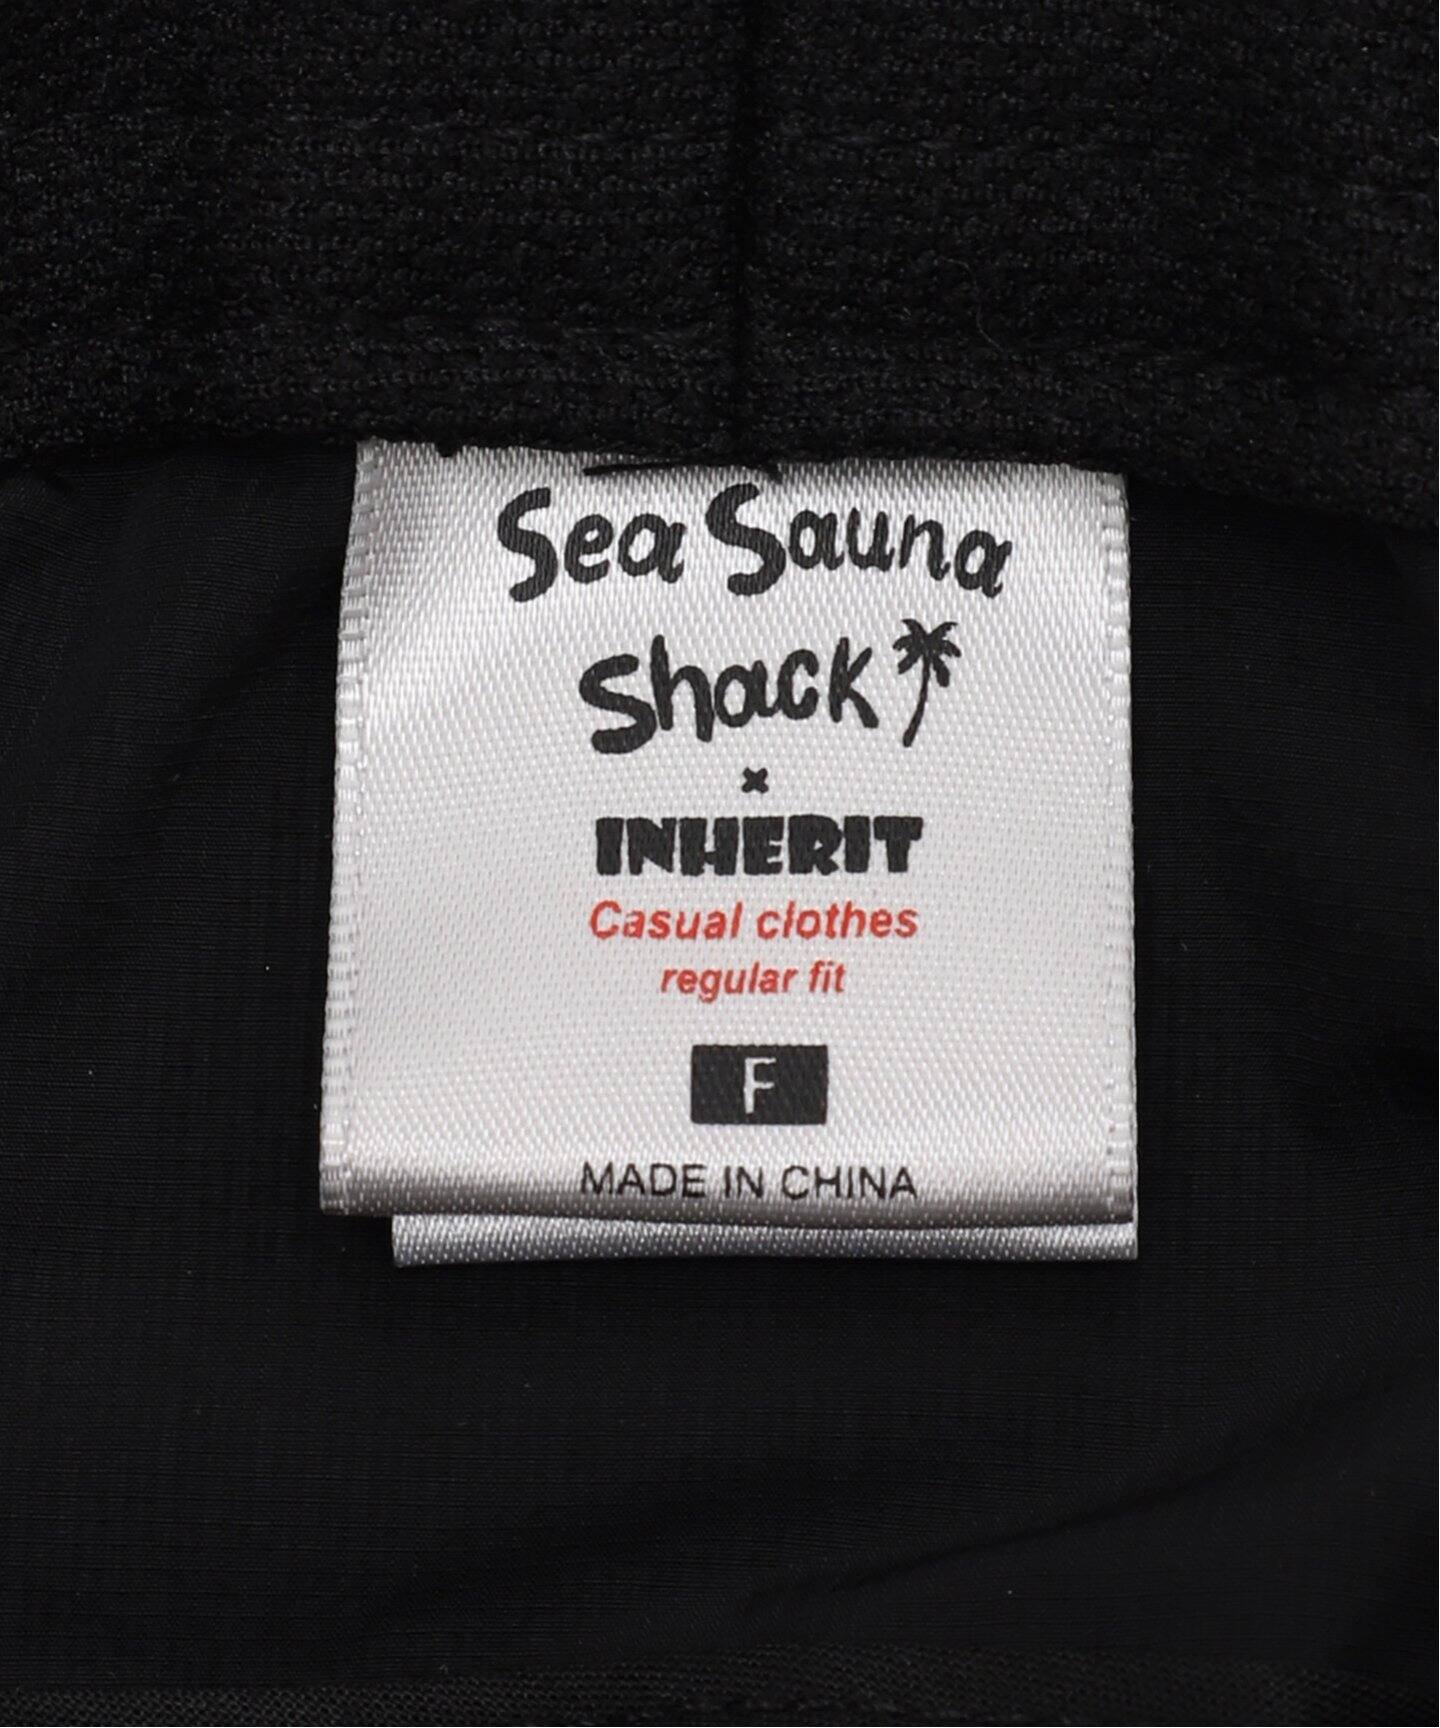 Sea Sauna
Shack
×
INHERIT
Casual clothes
regular fit
F
MADE IN CHINA